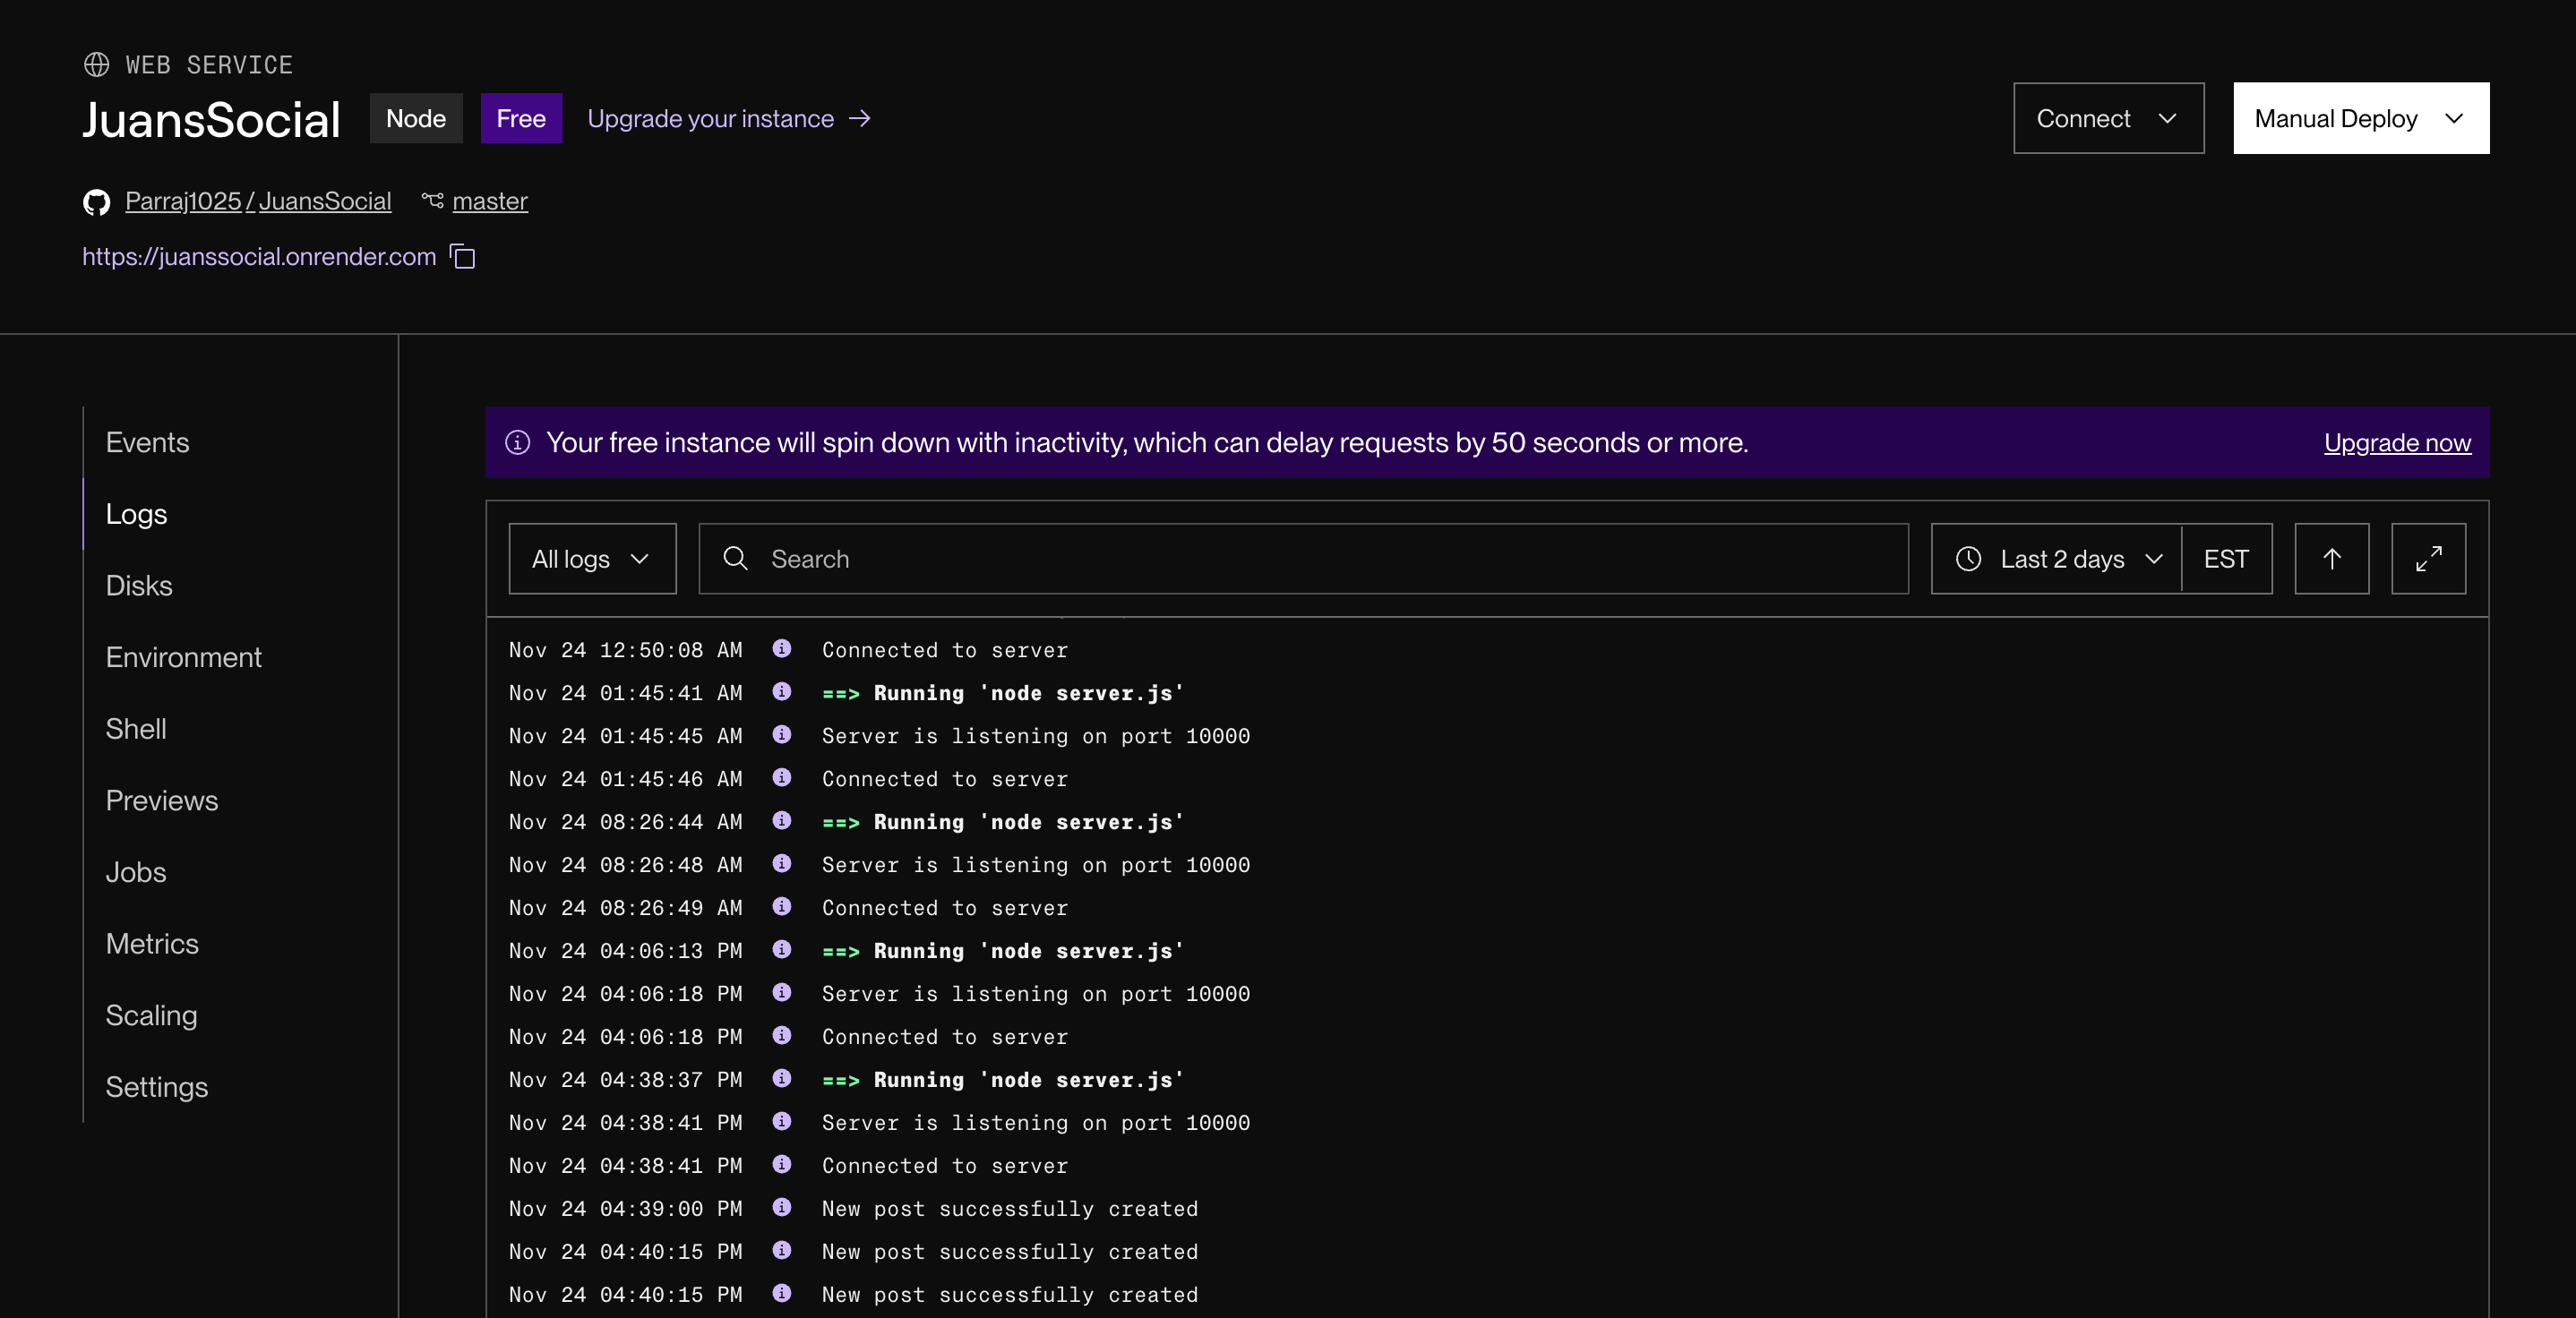 WEB SERVICE
JuansSocial Node Free Upgrade your instance →
Connect Manual Deploy
Parraj1025/JuansSocial master
https://juanssocial.onrender.com
Events
Logs
Disks
Environment
Shell
Previews
Jobs
Metrics
Scaling
Settings
Your free instance will spin down with inactivity, which can delay requests by 50 seconds or more. Upgrade now
All logs Search Last 2 days EST
Nov 24 12:50:08 AM Connected to server
Nov 24 01:45:41 AM ==> Running 'node server.js'
Nov 24 01:45:45 AM Server is listening on port 10000
Nov 24 01:45:46 AM Connected to server
Nov 24 08:26:44 AM ==> Running 'node server.js'
Nov 24 08:26:48 AM Server is listening on port 10000
Nov 24 08:26:49 AM Connected to server
Nov 24 04:06:13 PM ==> Running 'node server.js'
Nov 24 04:06:18 PM Server is listening on port 10000
Nov 24 04:06:18 PM Connected to server
Nov 24 04:38:37 PM ==> Running 'node server.js'
Nov 24 04:38:41 PM Server is listening on port 10000
Nov 24 04:38:41 PM Connected to server
Nov 24 04:39:00 PM New post successfully created
Nov 24 04:40:15 PM New post successfully created
Nov 24 04:40:15 PM New post successfully created